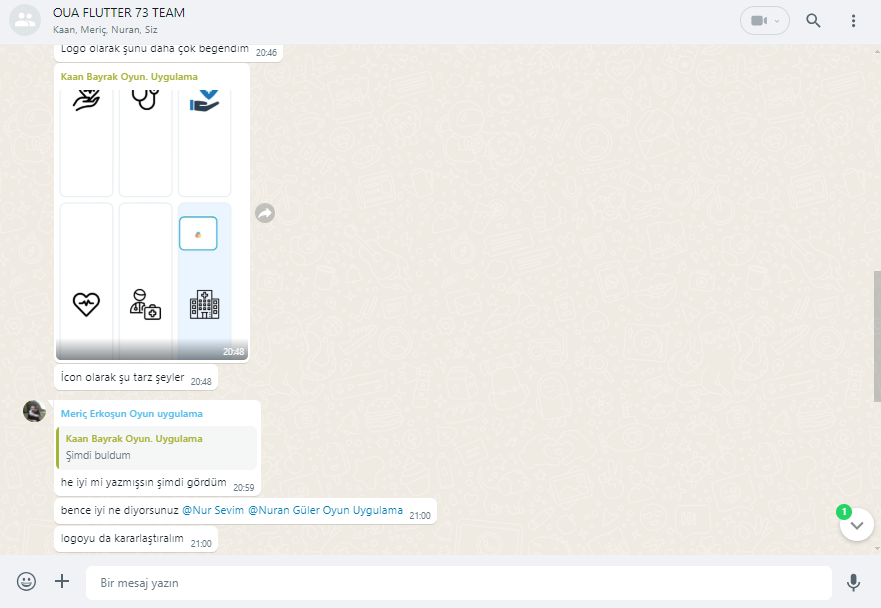 OUA FLUTTER 73 TEAM
Kaan, Meriç, Nuran, Siz
Logo olarak şunu daha çok beğendim 20:46
Kaan Bayrak Oyun. Uygulama
20:48
İcon olarak şu tarz şeyler 20:48
Meriç Erkoşun Oyun uygulama
Kaan Bayrak Oyun. Uygulama
Şimdi buldum
he iyi mi yazmışsın şimdi gördüm 20:59
bence iyi ne diyorsunuz @Nur Sevim @Nuran Güler Oyun Uygulama 21:00
logoyu da kararlaştıralım 21:00
1
Bir mesaj yazın